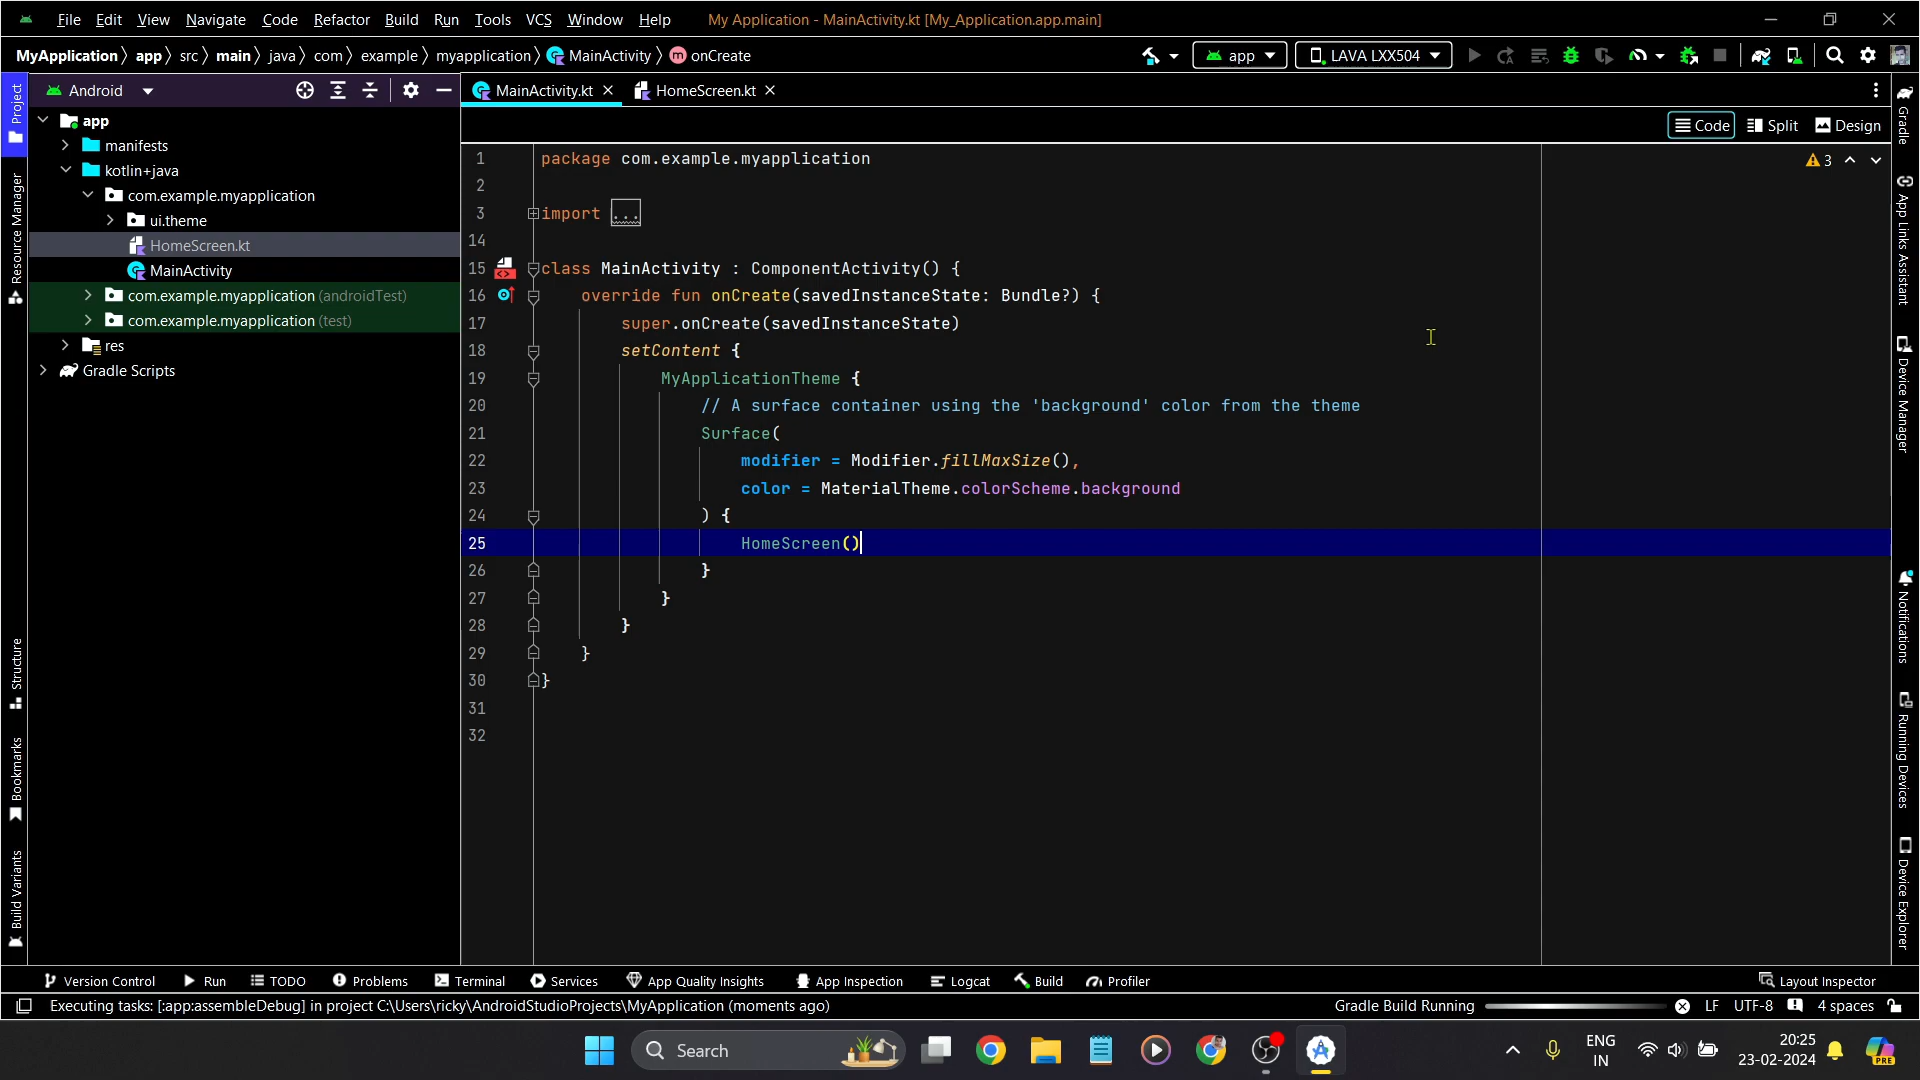 File Edit View Navigate Code Refactor Build Run Tools VCS Window Help My Application - MainActivity.kt [My_Application.app.main]
MyApplication app src main java com example myapplication MainActivity onCreate app LAVA LXX504
Android
MainActivity.kt HomeScreen.kt
Code Split Design
app
manifests
kotlin+java
com.example.myapplication
ui.theme
HomeScreen.kt
MainActivity
com.example.myapplication (androidTest)
com.example.myapplication (test)
res
Gradle Scripts
Project
Resource Manager
Structure
Bookmarks
Build Variants
3
1 package com.example.myapplication
2
3 import ...
14
15 class MainActivity : ComponentActivity() {
16 override fun onCreate(savedInstanceState: Bundle?) {
17 super.onCreate(savedInstanceState)
18 setContent {
19 MyApplicationTheme {
20 // A surface container using the 'background' color from the theme
21 Surface(
22 modifier = Modifier.fillMaxSize(),
23 color = MaterialTheme.colorScheme.background
24 ) {
25 HomeScreen()
26 }
27 }
28 }
29 }
30 }
31
32
Gradle
App Links Assistant
Device Manager
Notifications
Running Devices
Device Explorer
Version Control Run TODO Problems Terminal Services App Quality Insights App Inspection Logcat Build Profiler Layout Inspector
Executing tasks: [:app:assembleDebug] in project C:\Users\ricky\AndroidStudioProjects\MyApplication (moments ago) Gradle Build Running LF UTF-8 4 spaces
Search
ENG
IN
20:25
23-02-2024
PRE